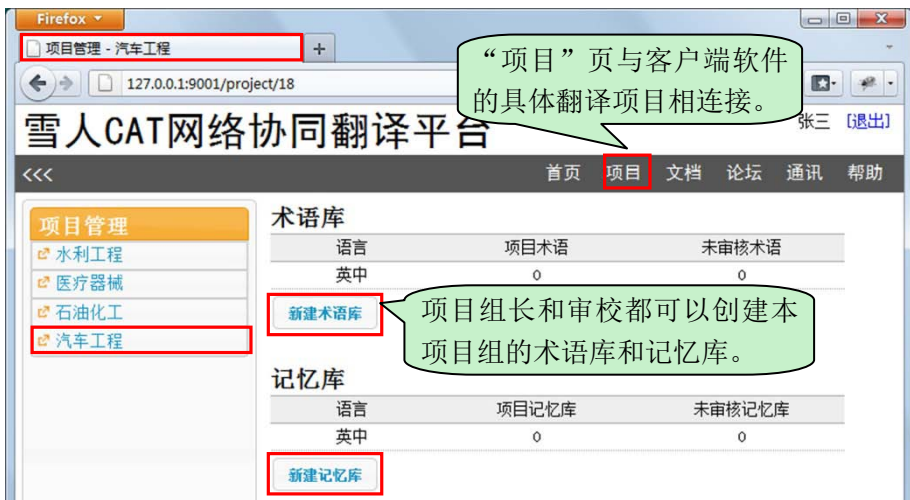 Firefox
项目管理 - 汽车工程
127.0.0.1:9001/project/18
“项目”页与客户端软件
的具体翻译项目相连接。
雪人CAT网络协同翻译平台
张三 [退出]
<<<
首页 项目 文档 论坛 通讯 帮助
项目管理
水利工程
医疗器械
石油化工
汽车工程
术语库
语言 项目术语 未审核术语
英中 0 0
新建术语库
项目组长和审校都可以创建本
项目组的术语库和记忆库。
记忆库
语言 项目记忆库 未审核记忆库
英中 0 0
新建记忆库